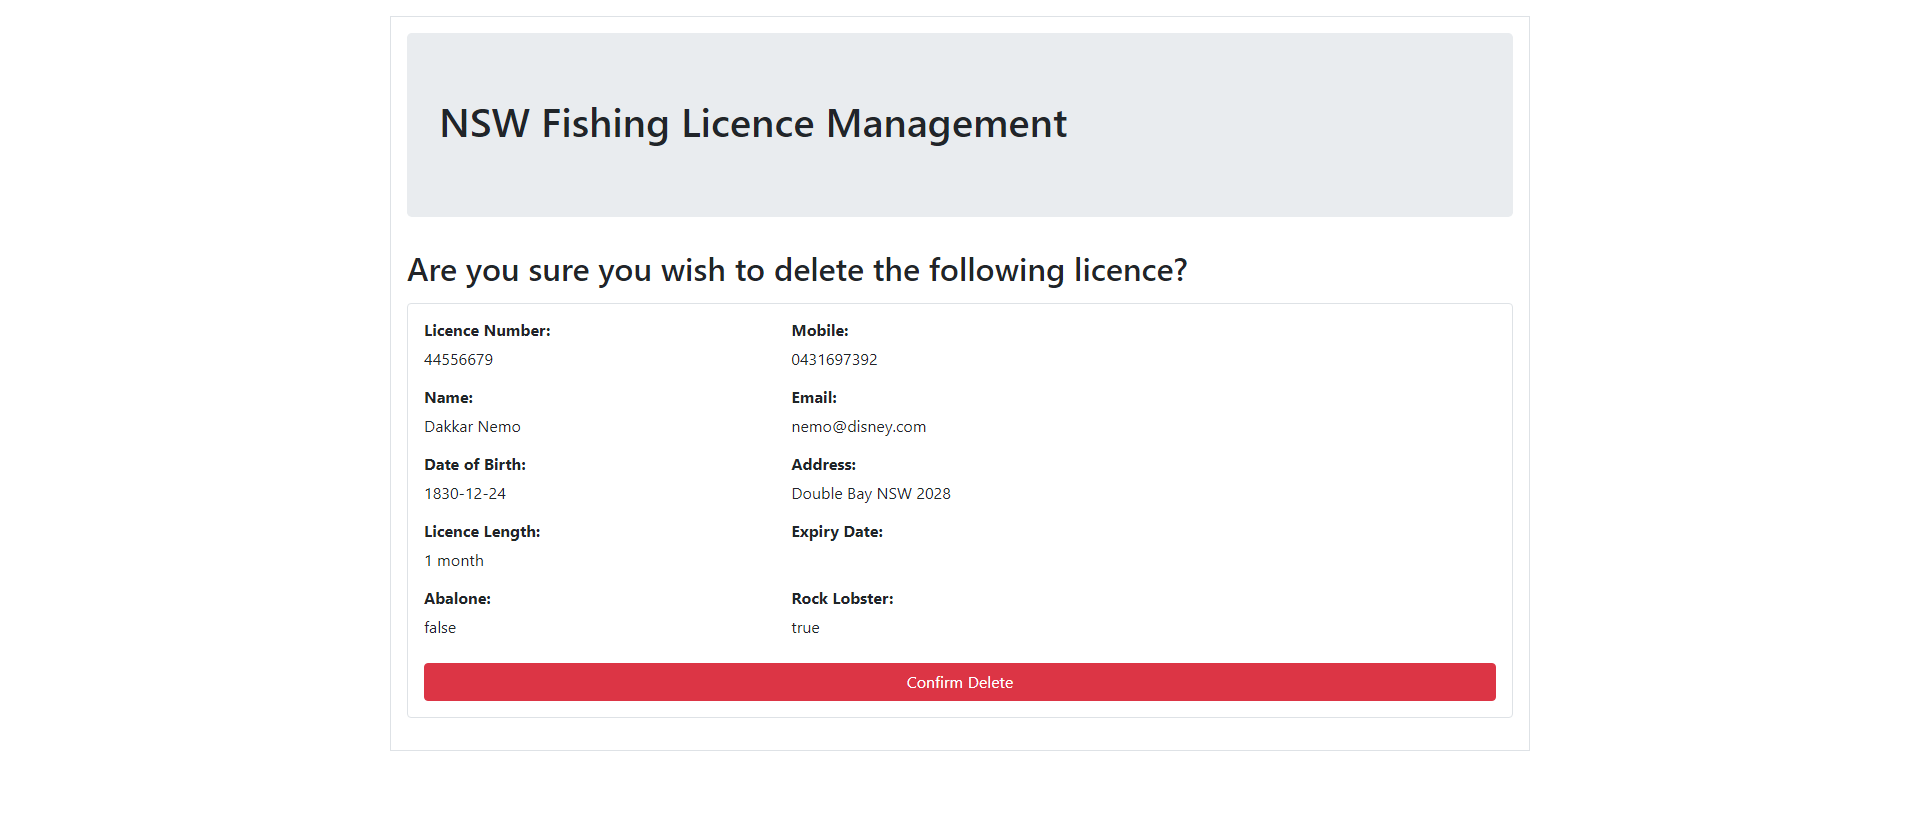 NSW Fishing Licence Management
Are you sure you wish to delete the following licence?
Licence Number: Mobile:
44556679 0431697392
Name: Email:
Dakkar Nemo nemo@disney.com
Date of Birth: Address:
1830-12-24 Double Bay NSW 2028
Licence Length: Expiry Date:
1 month
Abalone: Rock Lobster:
false true
Confirm Delete